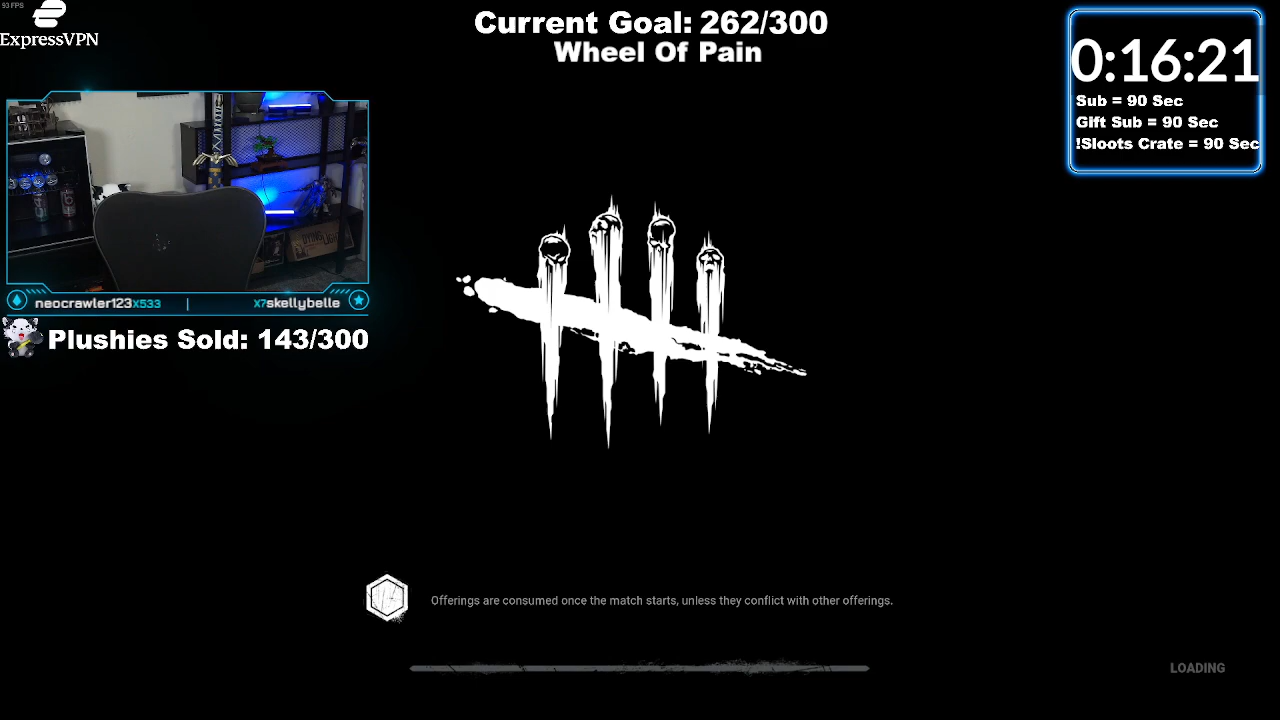 93 FPS
ExpressVPN
Current Goal: 262/300
Wheel Of Pain
0:16:21
Sub = 90 Sec
Gift Sub = 90 Sec
!Sloots Crate = 90 Sec
neocrawler123X533 | X7skellybelle
Plushies Sold: 143/300
Offerings are consumed once the match starts, unless they conflict with other offerings.
LOADING